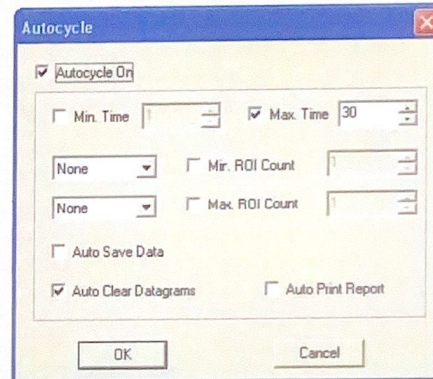 Autocycle
Autocycle On
Min. Time 1 Max. Time 30
None Mir. ROI Count 1
None Max. ROI Count 1
Auto Save Data
Auto Clear Datagrams Auto Print Report
OK Cancel